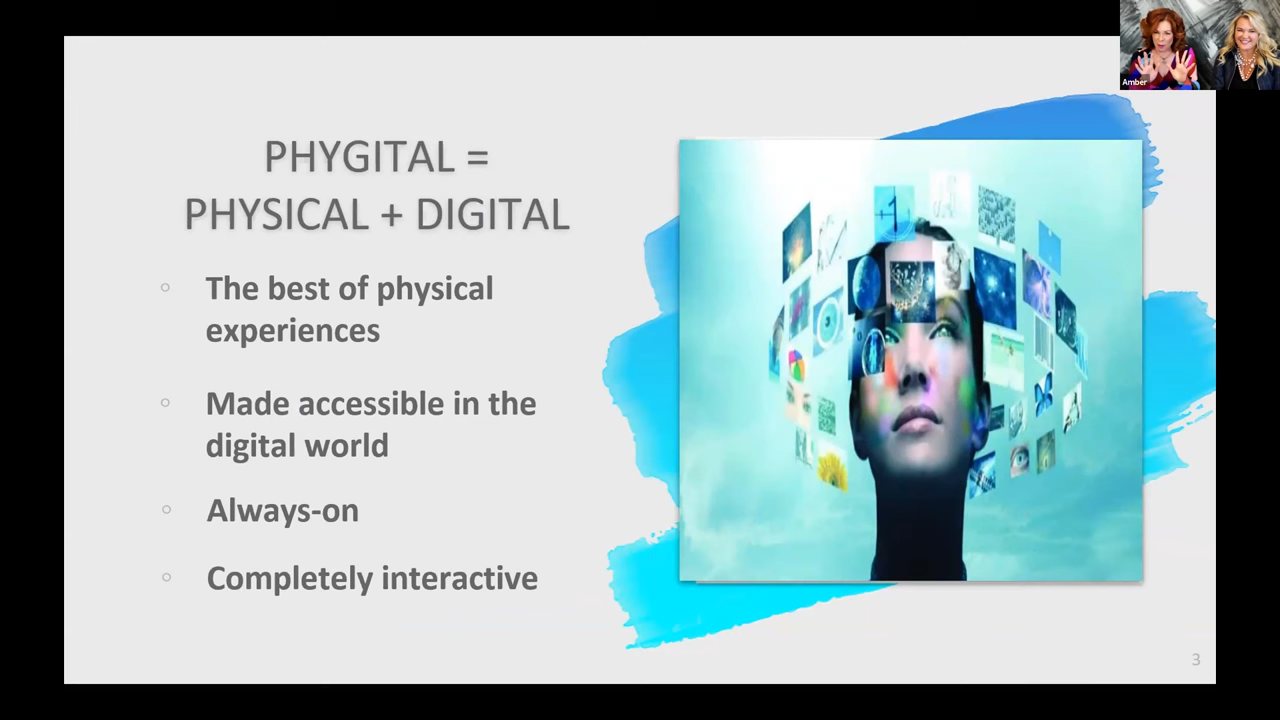 Amber
PHYGITAL =
PHYSICAL + DIGITAL
◦ The best of physical
experiences
◦ Made accessible in the
digital world
◦ Always-on
◦ Completely interactive
3